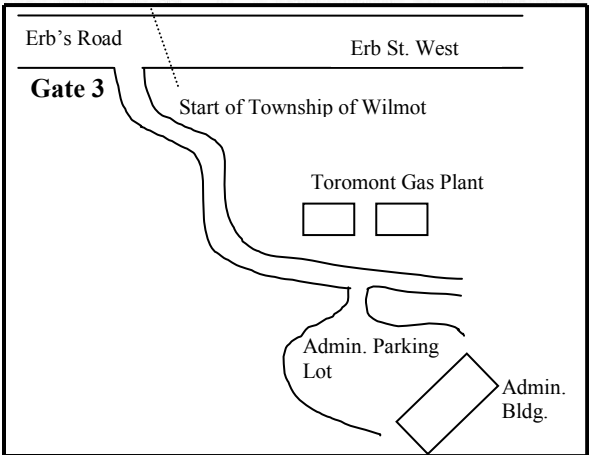 Erb's Road
Erb St. West
Gate 3
Start of Township of Wilmot
Toromont Gas Plant
Admin. Parking
Lot
Admin.
Bldg.